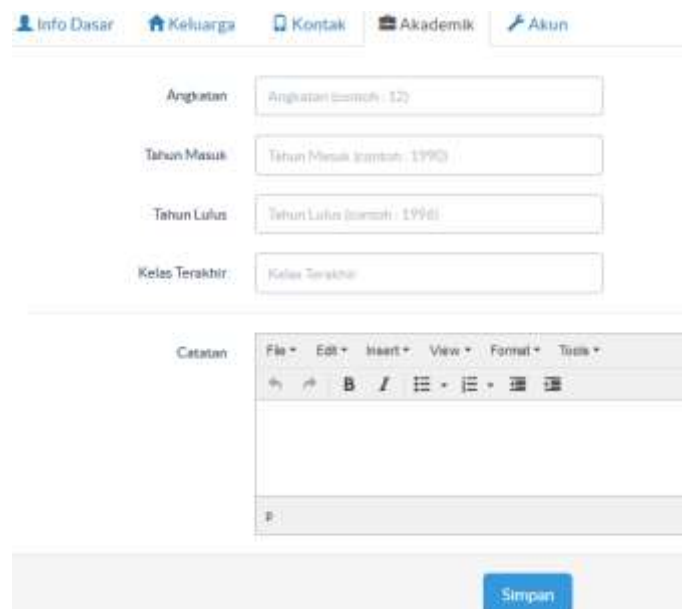 Info Dasar Keluarga Kontak Akademik Akun
Angkatan Angkatan (contoh : 12)
Tahun Masuk Tahun Masuk (contoh : 1990)
Tahun Lulus Tahun Lulus (contoh : 1996)
Kelas Terakhir Kelas Terakhir
Catatan File Edit Insert View Format Tools
B I
p
Simpan